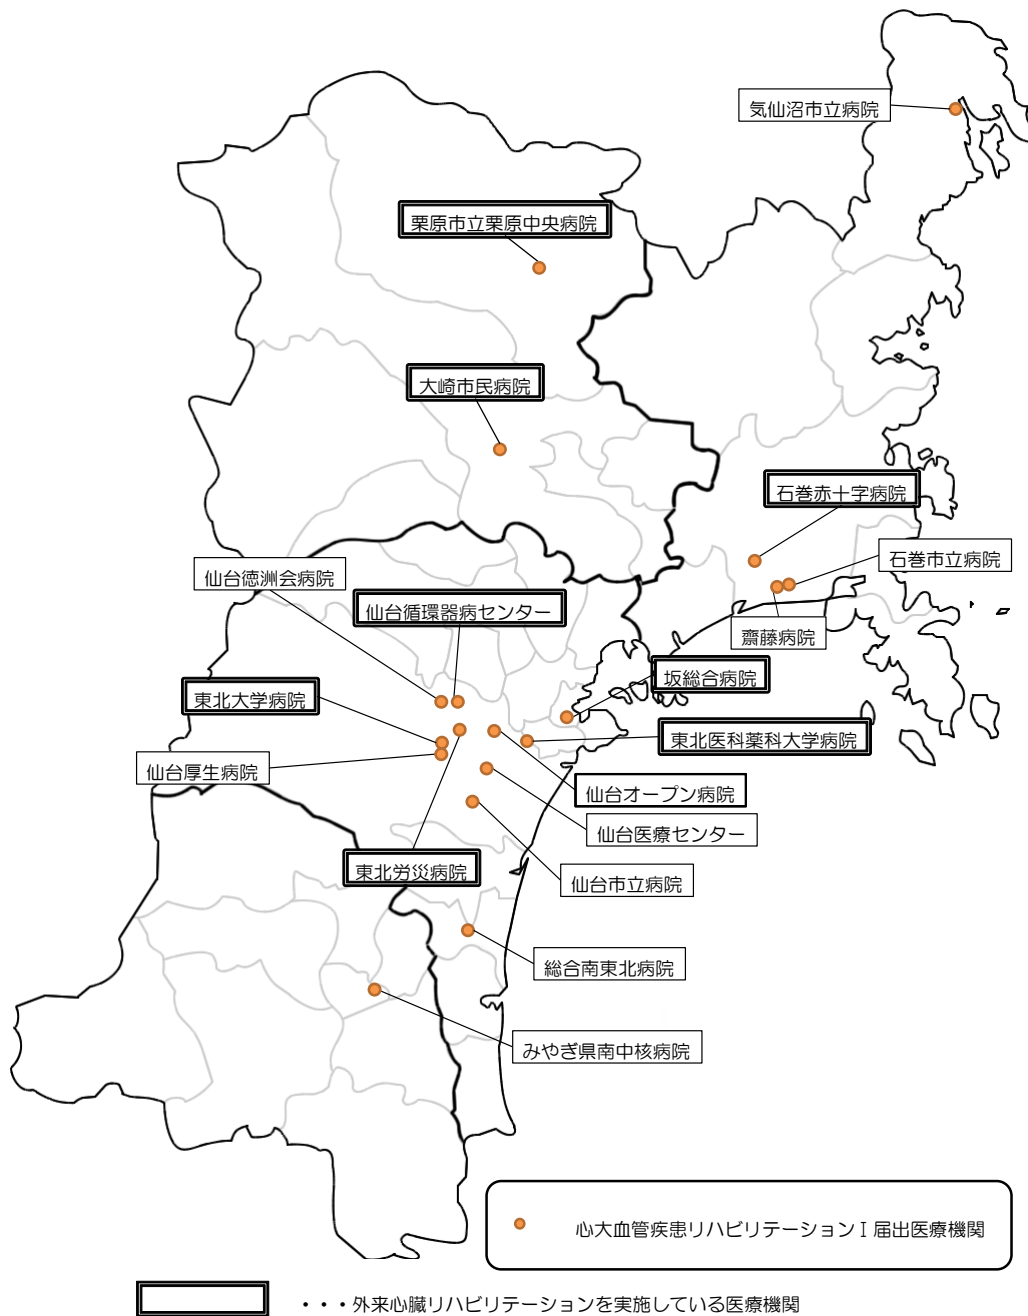 気仙沼市立病院
栗原市立栗原中央病院
大崎市民病院
石巻赤十字病院
石巻市立病院
仙台徳洲会病院
仙台循環器病センター
齋藤病院
坂総合病院
東北大学病院
東北医科薬科大学病院
仙台厚生病院
仙台オープン病院
仙台医療センター
東北労災病院
仙台市立病院
総合南東北病院
みやぎ県南中核病院
心大血管疾患リハビリテーションⅠ届出医療機関
・・・外来心臓リハビリテーションを実施している医療機関